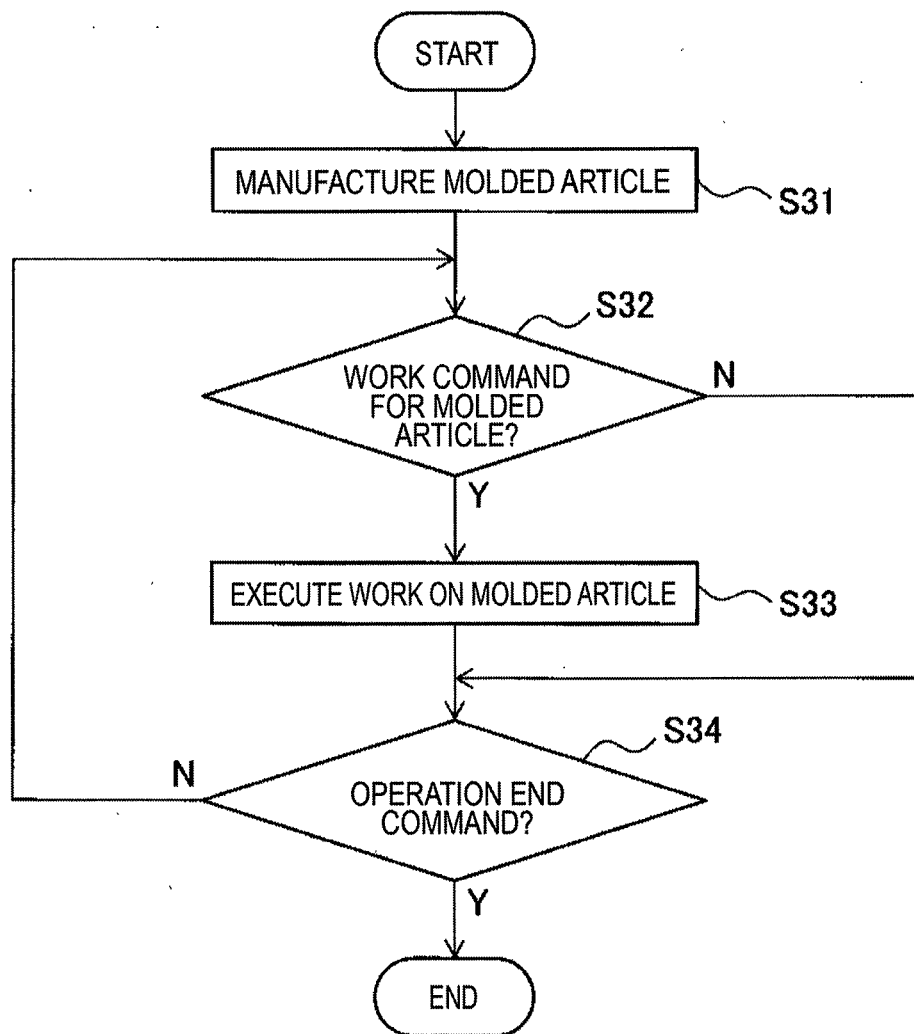 START
MANUFACTURE MOLDED ARTICLE
S31
S32
WORK COMMAND
FOR MOLDED
ARTICLE?
N
Y
EXECUTE WORK ON MOLDED ARTICLE
S33
S34
N
OPERATION END
COMMAND?
Y
END